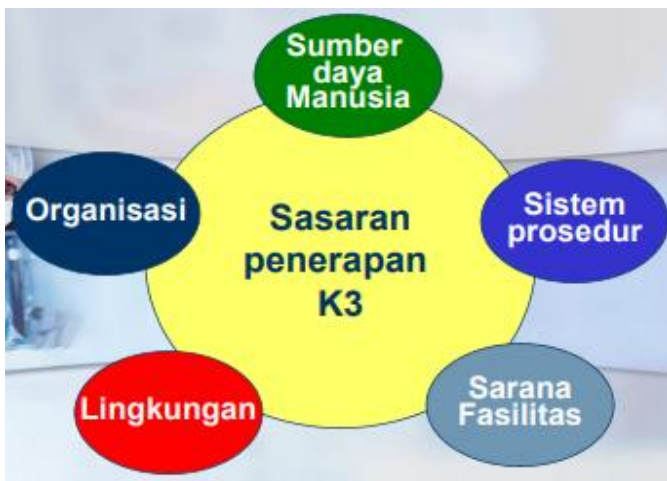 Sumber
daya
Manusia
Organisasi
Sasaran
penerapan
K3
Sistem
prosedur
Lingkungan
Sarana
Fasilitas